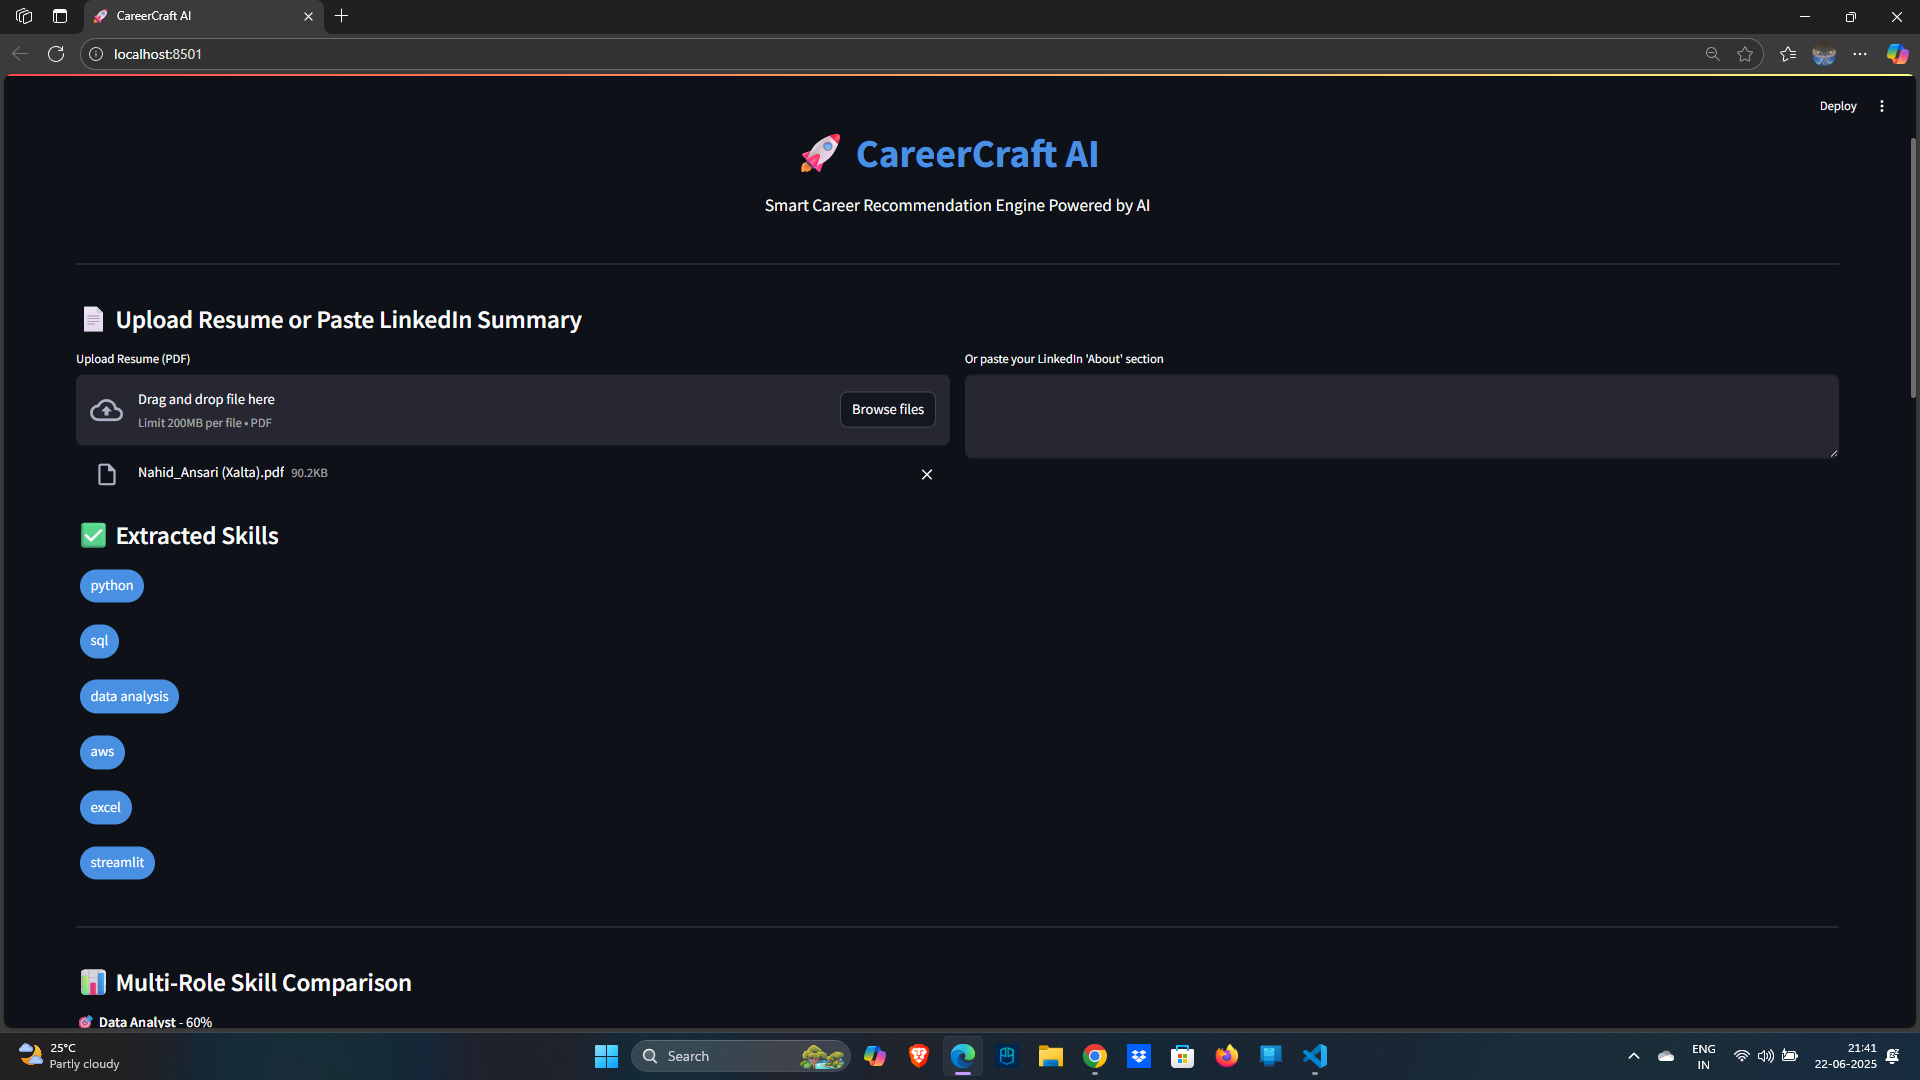 CareerCraft AI
localhost:8501
Deploy
CareerCraft AI
Smart Career Recommendation Engine Powered by AI
Upload Resume or Paste LinkedIn Summary
Upload Resume (PDF)
Or paste your LinkedIn 'About' section
Drag and drop file here
Limit 200MB per file • PDF
Browse files
Nahid_Ansari (Xalta).pdf 90.2KB
Extracted Skills
python
sql
data analysis
aws
excel
streamlit
Multi-Role Skill Comparison
Data Analyst - 60%
25°C
Partly cloudy
Search
ENG
IN
21:41
22-06-2025